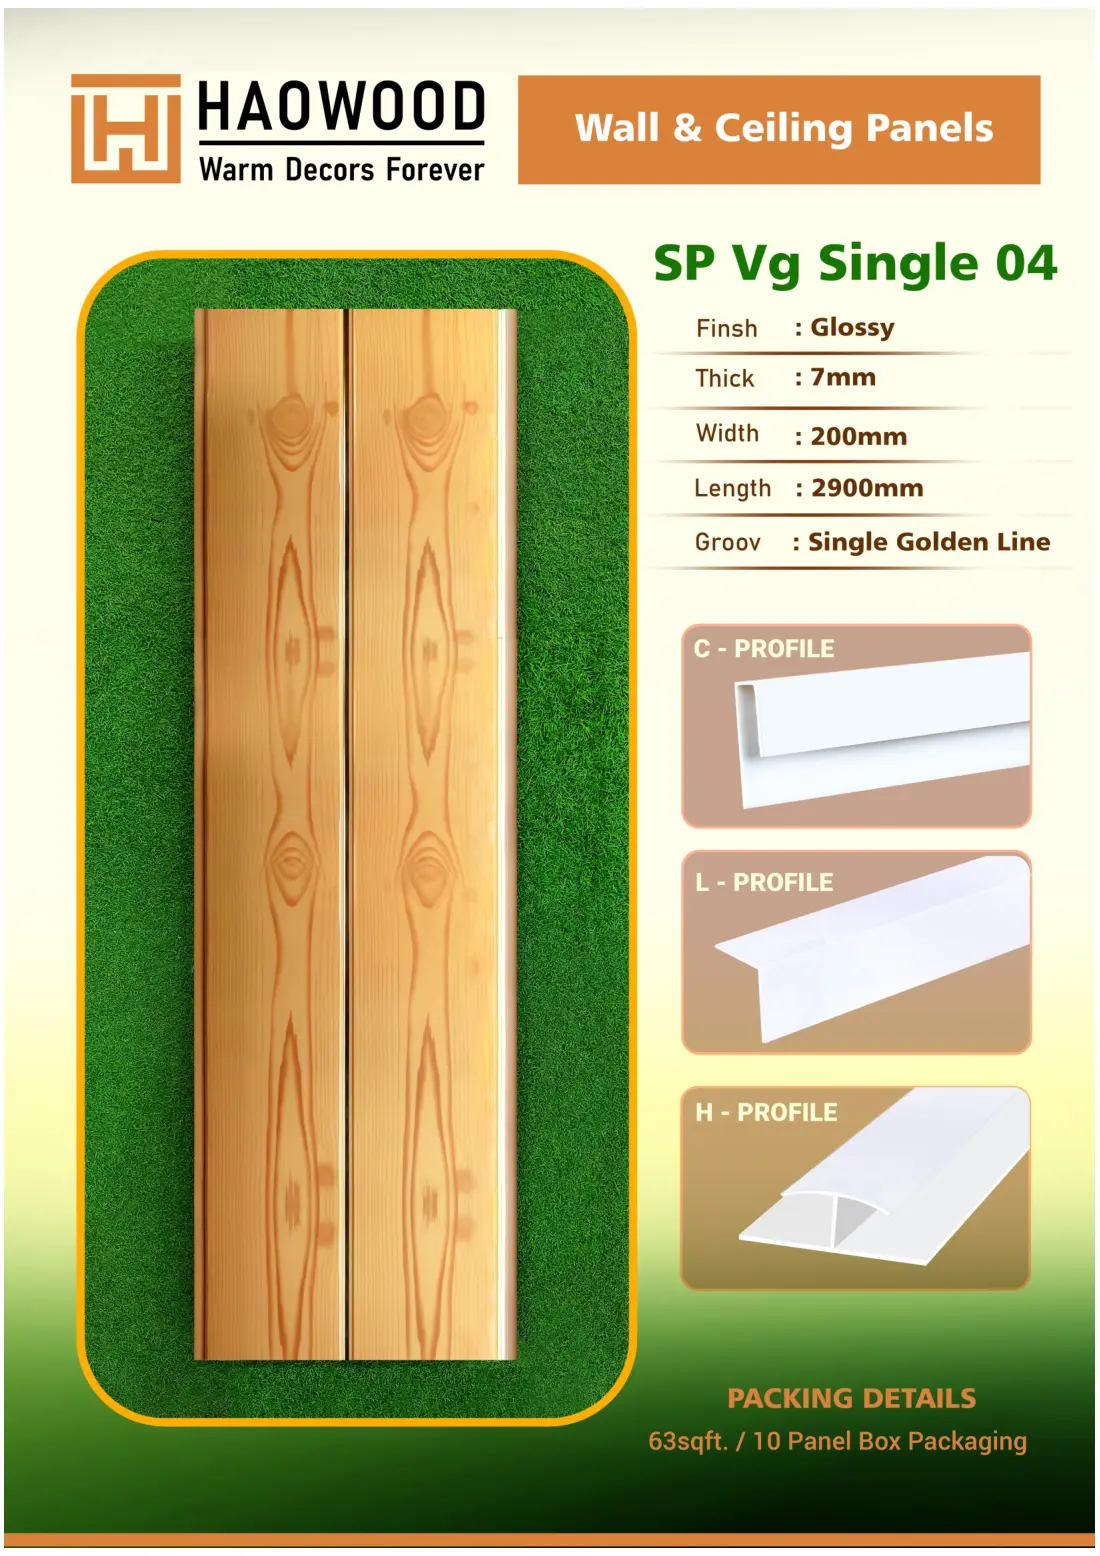 HAOWOOD
Warm Decors Forever
Wall & Ceiling Panels
SP Vg Single 04
Finsh : Glossy
Thick : 7mm
Width : 200mm
Length : 2900mm
Groov : Single Golden Line
C - PROFILE
L - PROFILE
H - PROFILE
PACKING DETAILS
63sqft. / 10 Panel Box Packaging